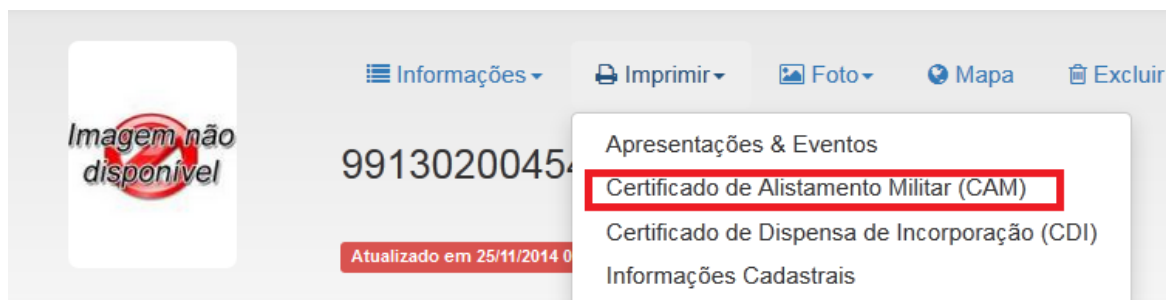 Informações
Imprimir
Foto
Mapa
Excluir
Imagem não
disponível
Apresentações & Eventos
Certificado de Alistamento Militar (CAM)
Certificado de Dispensa de Incorporação (CDI)
Informações Cadastrais
9913020045
Atualizado em 25/11/2014